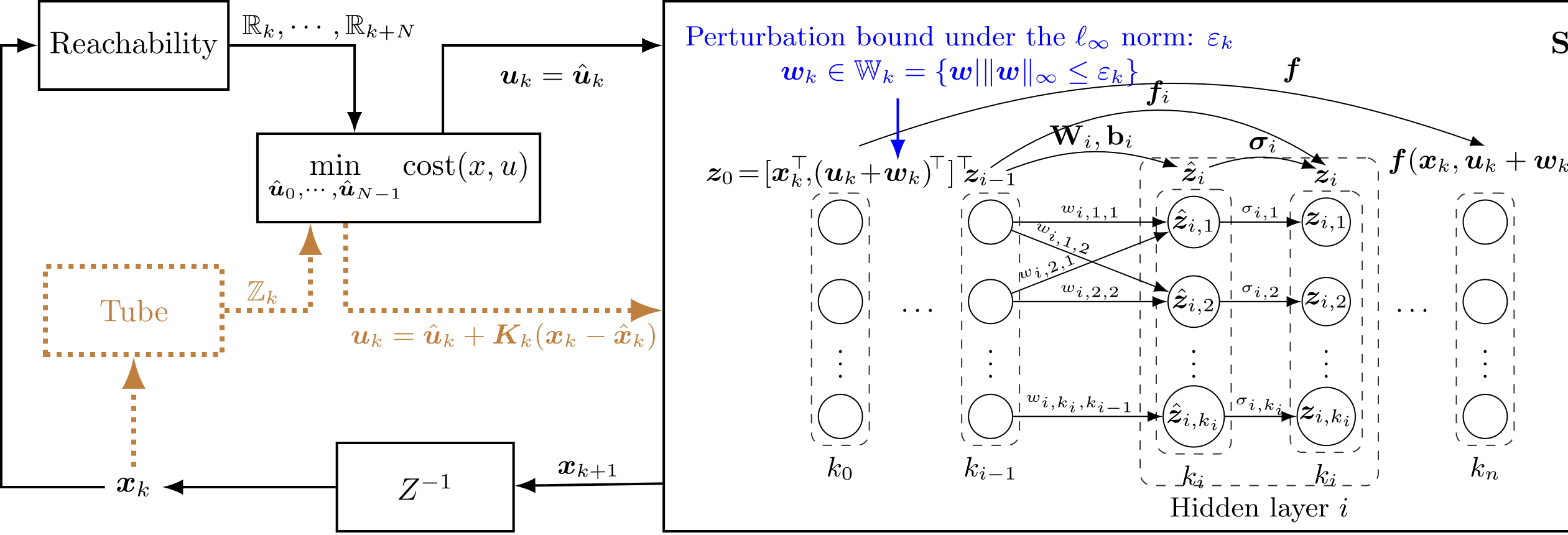 Reachability
ℝ_k, ⋯ , ℝ_{k+N}
u_k = û_k
min cost(x, u)
û_0,⋯,û_{N−1}
Tube
ℤ_k
u_k = û_k + K_k(x_k − x̂_k)
x_k
Z^{−1}
x_{k+1}
Perturbation bound under the ℓ_∞ norm: ε_k
w_k ∈ 𝕎_k = {w|‖w‖_∞ ≤ ε_k}
S
f
f_i
W_i, b_i
σ_i
z_0=[x_k^⊤,(u_k+w_k)^⊤]^⊤
z_{i−1}
ẑ_i
z_i
f(x_k, u_k + w_k
w_{i,1,1}
w_{i,1,2}
w_{i,2,1}
w_{i,2,2}
w_{i,k_i,k_{i−1}}
ẑ_{i,1}
σ_{i,1}
z_{i,1}
ẑ_{i,2}
σ_{i,2}
z_{i,2}
⋯
⋯
⋮
⋮
⋮
⋮
⋮
ẑ_{i,k_i}
σ_{i,k_i}
z_{i,k_i}
k_0
k_{i−1}
k_i
k_i
k_n
Hidden layer i